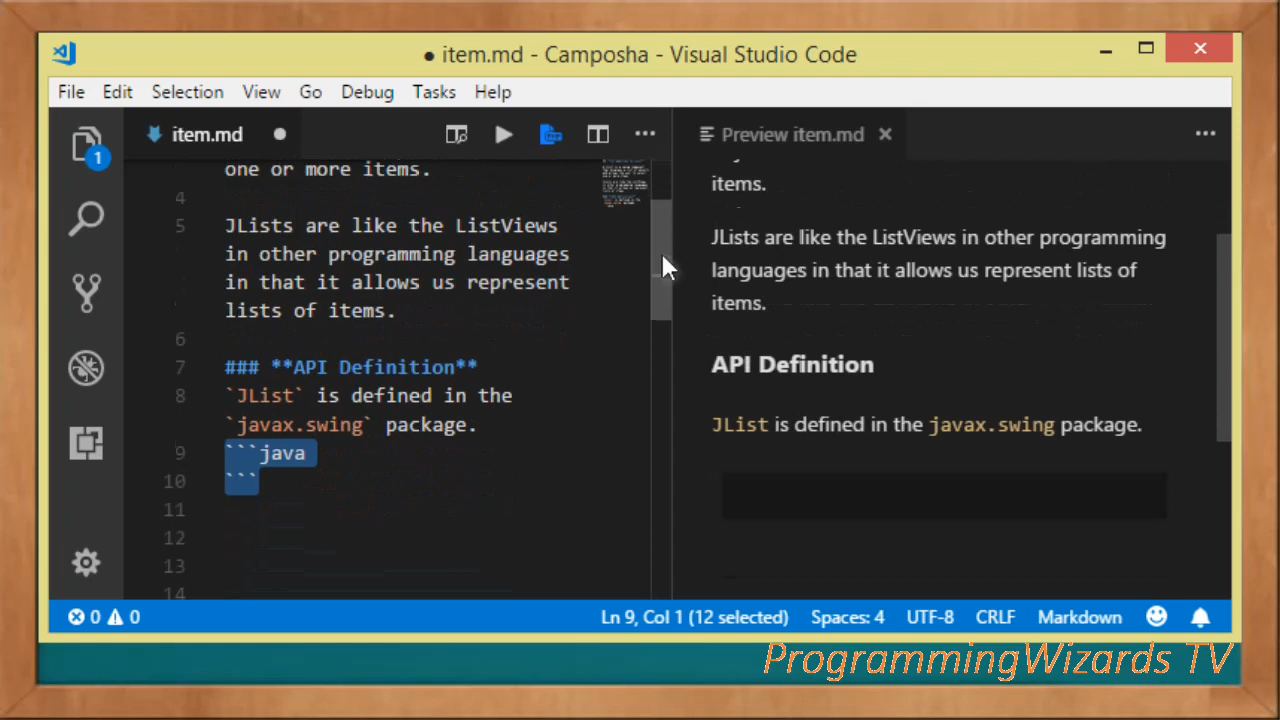 ● item.md - Camposha - Visual Studio Code
File Edit Selection View Go Debug Tasks Help
1
item.md
Preview item.md
one or more items.
4
5 JLists are like the ListViews
in other programming languages
in that it allows us represent
lists of items.
6
7 ### **API Definition**
8 `JList` is defined in the
`javax.swing` package.
9 ```java
10 ```
11
12
13
14
items.
JLists are like the ListViews in other programming
languages in that it allows us represent lists of
items.
API Definition
JList is defined in the javax.swing package.
0 0 Ln 9, Col 1 (12 selected) Spaces: 4 UTF-8 CRLF Markdown
ProgrammingWizards TV